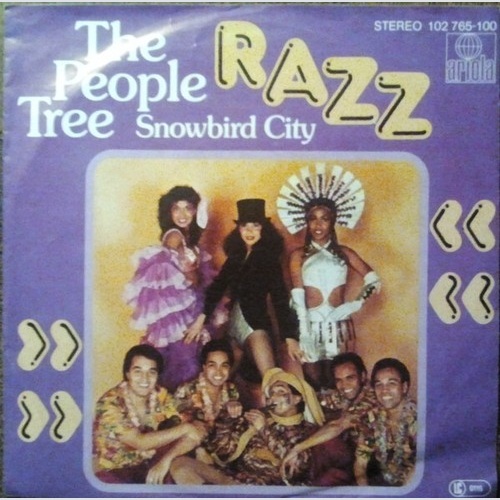 STEREO 102 765-100
ariola
RAZZ
The
People
Tree Snowbird City